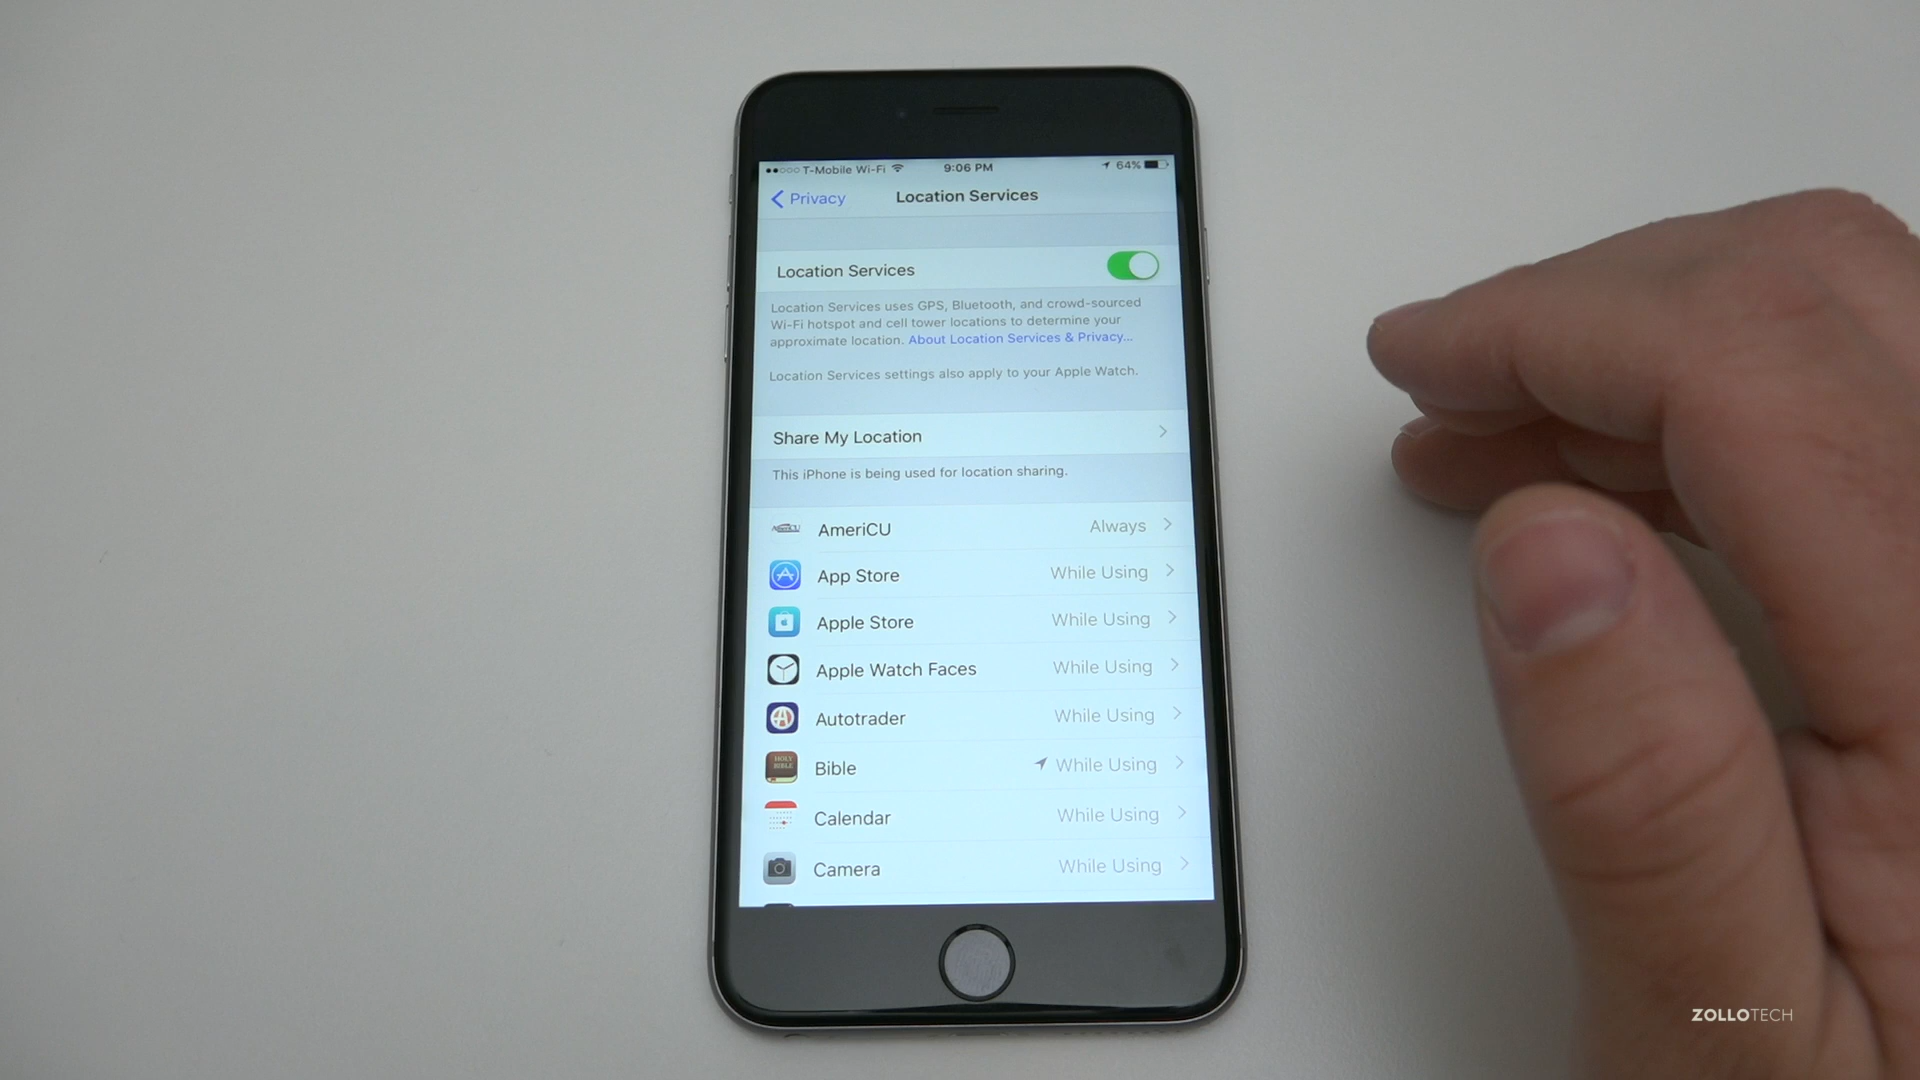 T-Mobile Wi-Fi 9:06 PM 64%
Privacy Location Services
Location Services
Location Services uses GPS, Bluetooth, and crowd-sourced
Wi-Fi hotspot and cell tower locations to determine your
approximate location. About Location Services & Privacy...
Location Services settings also apply to your Apple Watch.
Share My Location
This iPhone is being used for location sharing.
AmeriCU AmeriCU Always
App Store While Using
Apple Store While Using
Apple Watch Faces While Using
Autotrader While Using
HOLY
BIBLE
Bible While Using
Calendar While Using
Camera While Using
ZOLLOTECH